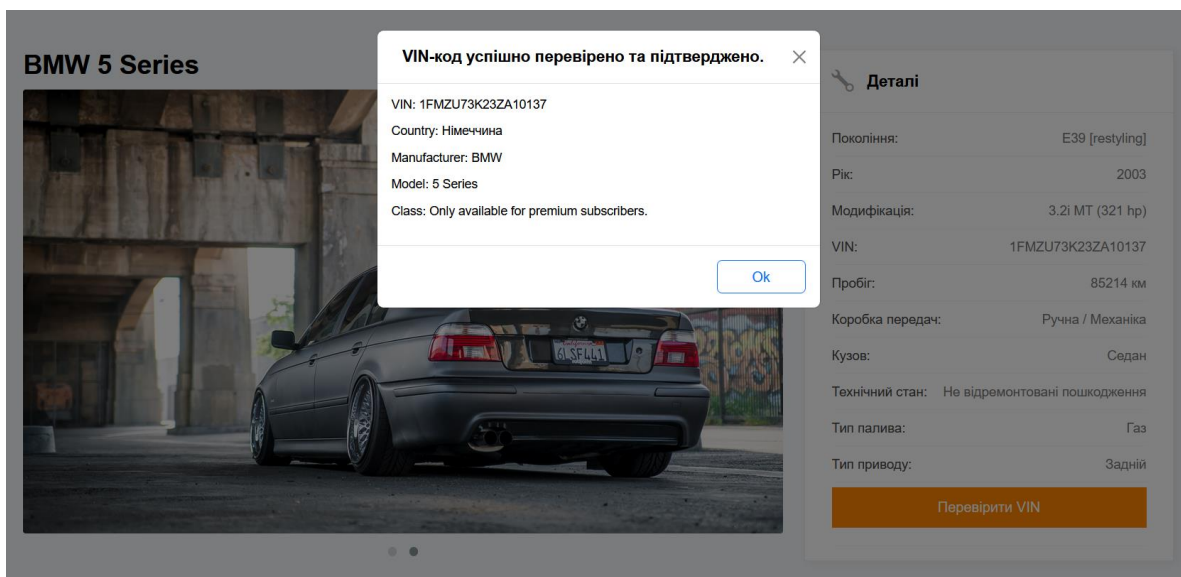 BMW 5 Series
VIN-код успішно перевірено та підтверджено.
VIN: 1FMZU73K23ZA10137
Country: Німеччина
Manufacturer: BMW
Model: 5 Series
Class: Only available for premium subscribers.
Ok
6LSF441
Деталі
Покоління: E39 [restyling]
Рік: 2003
Модифікація: 3.2i MT (321 hp)
VIN: 1FMZU73K23ZA10137
Пробіг: 85214 км
Коробка передач: Ручна / Механіка
Кузов: Седан
Технічний стан: Не відремонтовані пошкодження
Тип палива: Газ
Тип приводу: Задній
Перевірити VIN